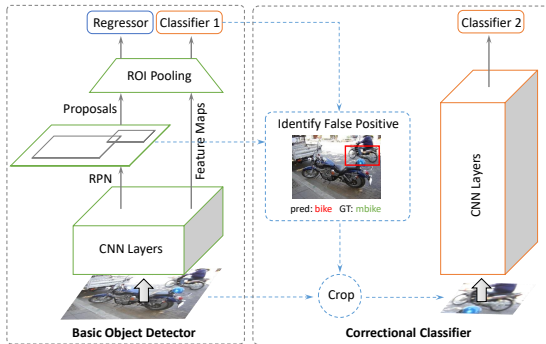 Regressor
Classifier 1
Classifier 2
ROI Pooling
Proposals
Feature Maps
Identify False Positive
RPN
pred: bike GT: mbike
CNN Layers
CNN Layers
Crop
Basic Object Detector
Correctional Classifier